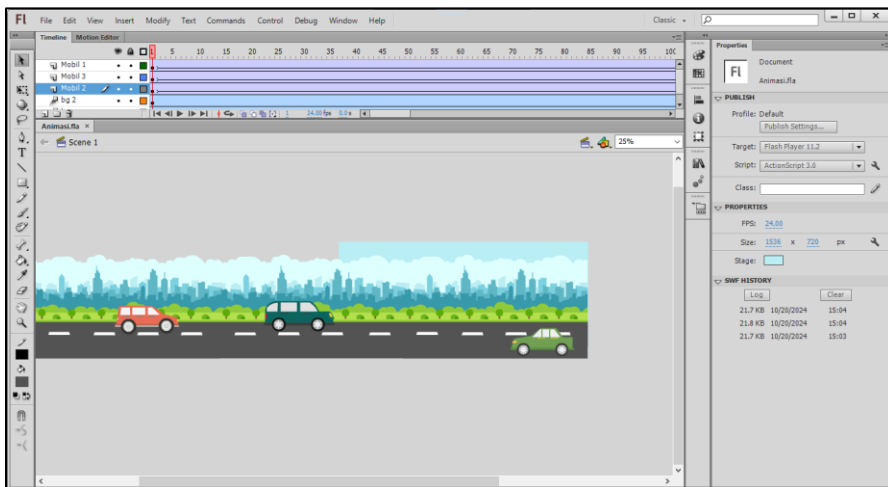 Fl File Edit View Insert Modify Text Commands Control Debug Window Help Classic
Timeline Motion Editor
1 5 10 15 20 25 30 35 40 45 50 55 60 65 70 75 80 85 90 95 100
Mobil 1
Mobil 3
Mobil 2
bg 2
1 24.00 fps 0.0 s
Animasi.fla ×
Scene 1 25%
Properties
Fl Document
Animasi.fla
PUBLISH
Profile: Default
Publish Settings...
Target: Flash Player 11.2
Script: ActionScript 3.0
Class:
PROPERTIES
FPS: 24.00
Size: 1536 x 720 px
Stage:
SWF HISTORY
Log Clear
21.7 KB 10/20/2024 15:04
21.8 KB 10/20/2024 15:04
21.7 KB 10/20/2024 15:03